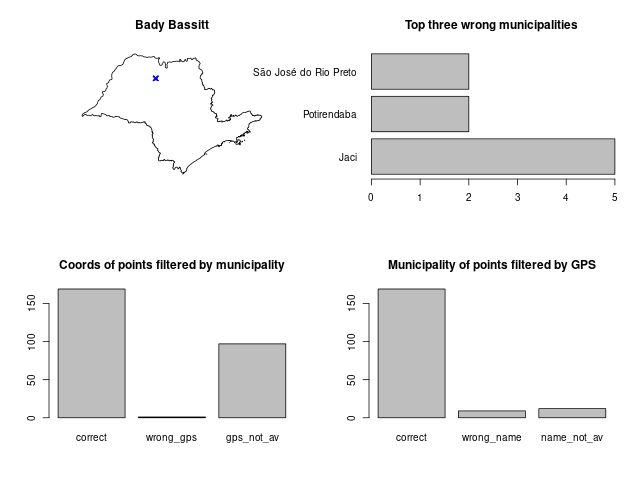 Bady Bassitt
Top three wrong municipalities
São José do Rio Preto
Potirendaba
Jaci
0 1 2 3 4 5
Coords of points filtered by municipality
150
100
50
0
correct wrong_gps gps_not_av
Municipality of points filtered by GPS
150
100
50
0
correct wrong_name name_not_av